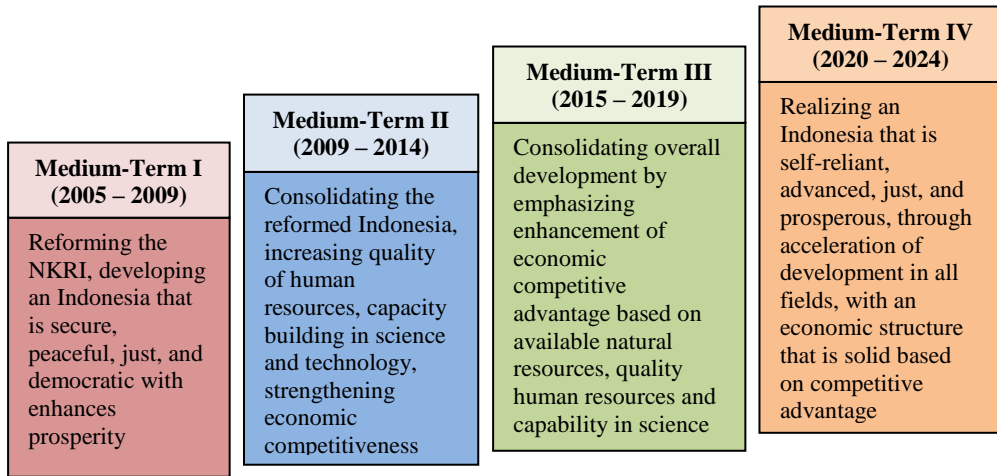 Medium-Term I
(2005 – 2009)
Reforming the
NKRI, developing
an Indonesia that
is secure,
peaceful, just, and
democratic with
enhances
prosperity
Medium-Term II
(2009 – 2014)
Consolidating the
reformed Indonesia,
increasing quality
of human
resources, capacity
building in science
and technology,
strengthening
economic
competitiveness
Medium-Term III
(2015 – 2019)
Consolidating overall
development by
emphasizing
enhancement of
economic
competitive
advantage based on
available natural
resources, quality
human resources and
capability in science
Medium-Term IV
(2020 – 2024)
Realizing an
Indonesia that is
self-reliant,
advanced, just, and
prosperous, through
acceleration of
development in all
fields, with an
economic structure
that is solid based
on competitive
advantage